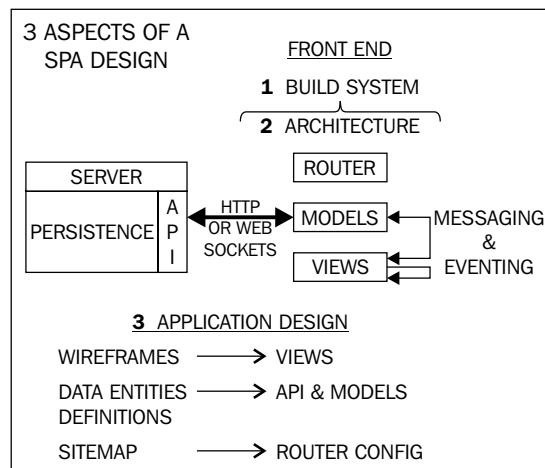 3 ASPECTS OF A
SPA DESIGN
FRONT END
1 BUILD SYSTEM
2 ARCHITECTURE
ROUTER
SERVER
PERSISTENCE
A
P
I
HTTP
OR WEB
SOCKETS
MODELS
VIEWS
MESSAGING
&
EVENTING
3 APPLICATION DESIGN
WIREFRAMES
VIEWS
DATA ENTITIES
DEFINITIONS
API & MODELS
SITEMAP
ROUTER CONFIG